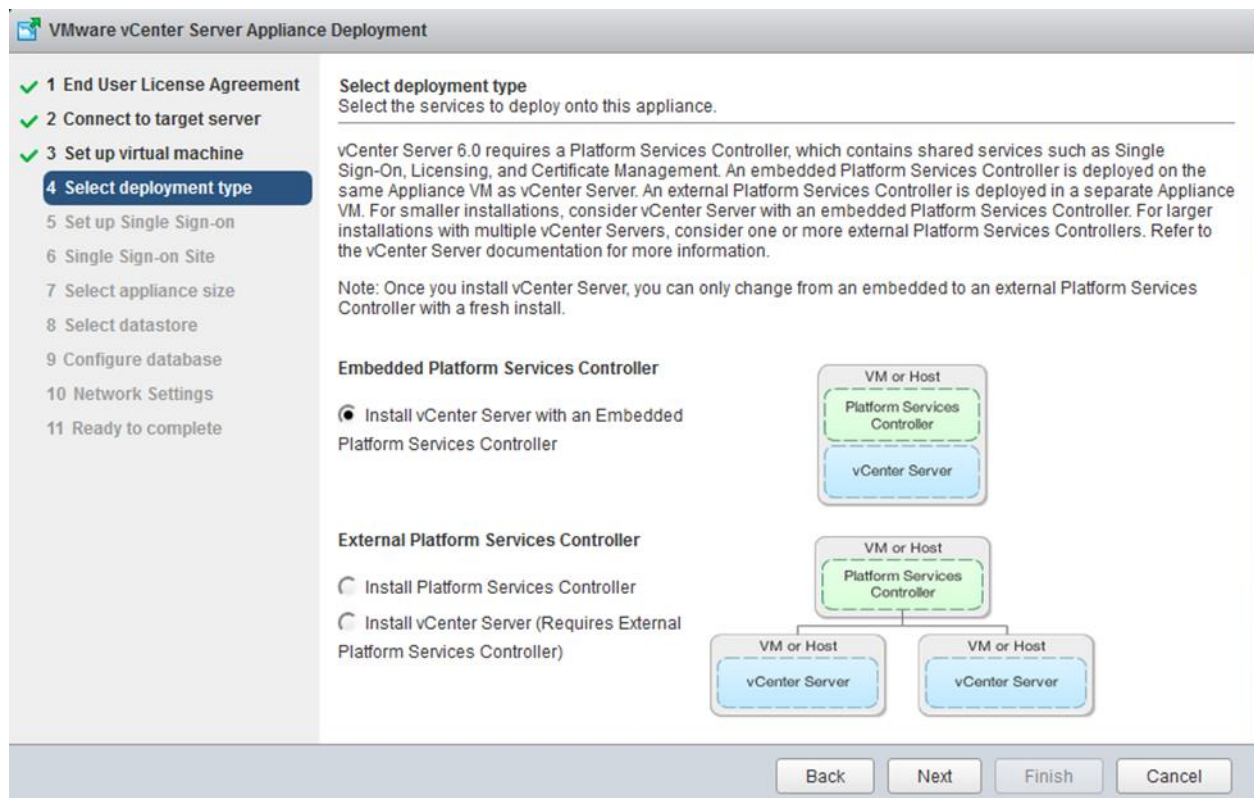 VMware vCenter Server Appliance Deployment
1 End User License Agreement
2 Connect to target server
3 Set up virtual machine
4 Select deployment type
5 Set up Single Sign-on
6 Single Sign-on Site
7 Select appliance size
8 Select datastore
9 Configure database
10 Network Settings
11 Ready to complete
Select deployment type
Select the services to deploy onto this appliance.
vCenter Server 6.0 requires a Platform Services Controller, which contains shared services such as Single
Sign-On, Licensing, and Certificate Management. An embedded Platform Services Controller is deployed on the
same Appliance VM as vCenter Server. An external Platform Services Controller is deployed in a separate Appliance
VM. For smaller installations, consider vCenter Server with an embedded Platform Services Controller. For larger
installations with multiple vCenter Servers, consider one or more external Platform Services Controllers. Refer to
the vCenter Server documentation for more information.
Note: Once you install vCenter Server, you can only change from an embedded to an external Platform Services
Controller with a fresh install.
Embedded Platform Services Controller
Install vCenter Server with an Embedded
Platform Services Controller
VM or Host
Platform Services
Controller
vCenter Server
External Platform Services Controller
Install Platform Services Controller
Install vCenter Server (Requires External
Platform Services Controller)
VM or Host
Platform Services
Controller
VM or Host
vCenter Server
VM or Host
vCenter Server
Back
Next
Finish
Cancel